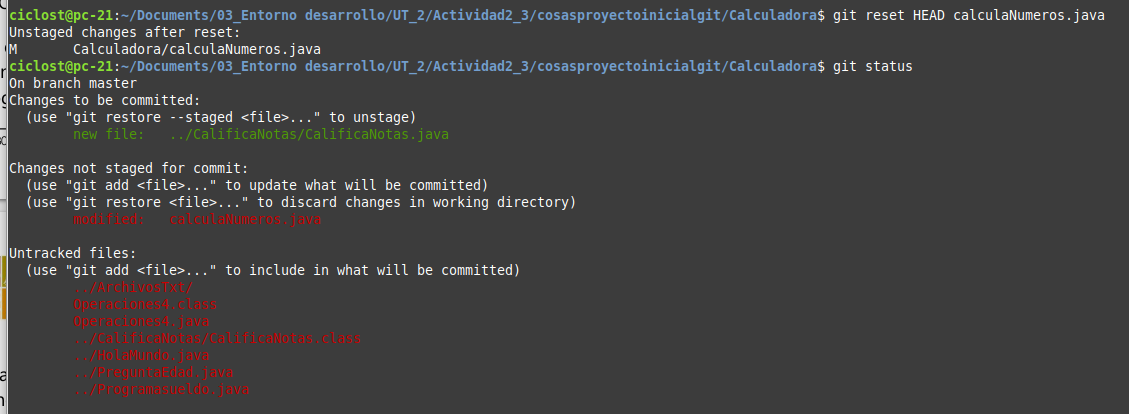 ciclost@pc-21:~/Documents/03_Entorno desarrollo/UT_2/Actividad2_3/cosasproyectoinicialgit/Calculadora$ git reset HEAD calculaNumeros.java
Unstaged changes after reset:
M       Calculadora/calculaNumeros.java
ciclost@pc-21:~/Documents/03_Entorno desarrollo/UT_2/Actividad2_3/cosasproyectoinicialgit/Calculadora$ git status
On branch master
Changes to be committed:
  (use "git restore --staged <file>..." to unstage)
        new file:   ../CalificaNotas/CalificaNotas.java

Changes not staged for commit:
  (use "git add <file>..." to update what will be committed)
  (use "git restore <file>..." to discard changes in working directory)
        modified:   calculaNumeros.java

Untracked files:
  (use "git add <file>..." to include in what will be committed)
        ../ArchivosTxt/
        Operaciones4.class
        Operaciones4.java
        ../CalificaNotas/CalificaNotas.class
        ../HolaMundo.java
        ../PreguntaEdad.java
        ../Programasueldo.java